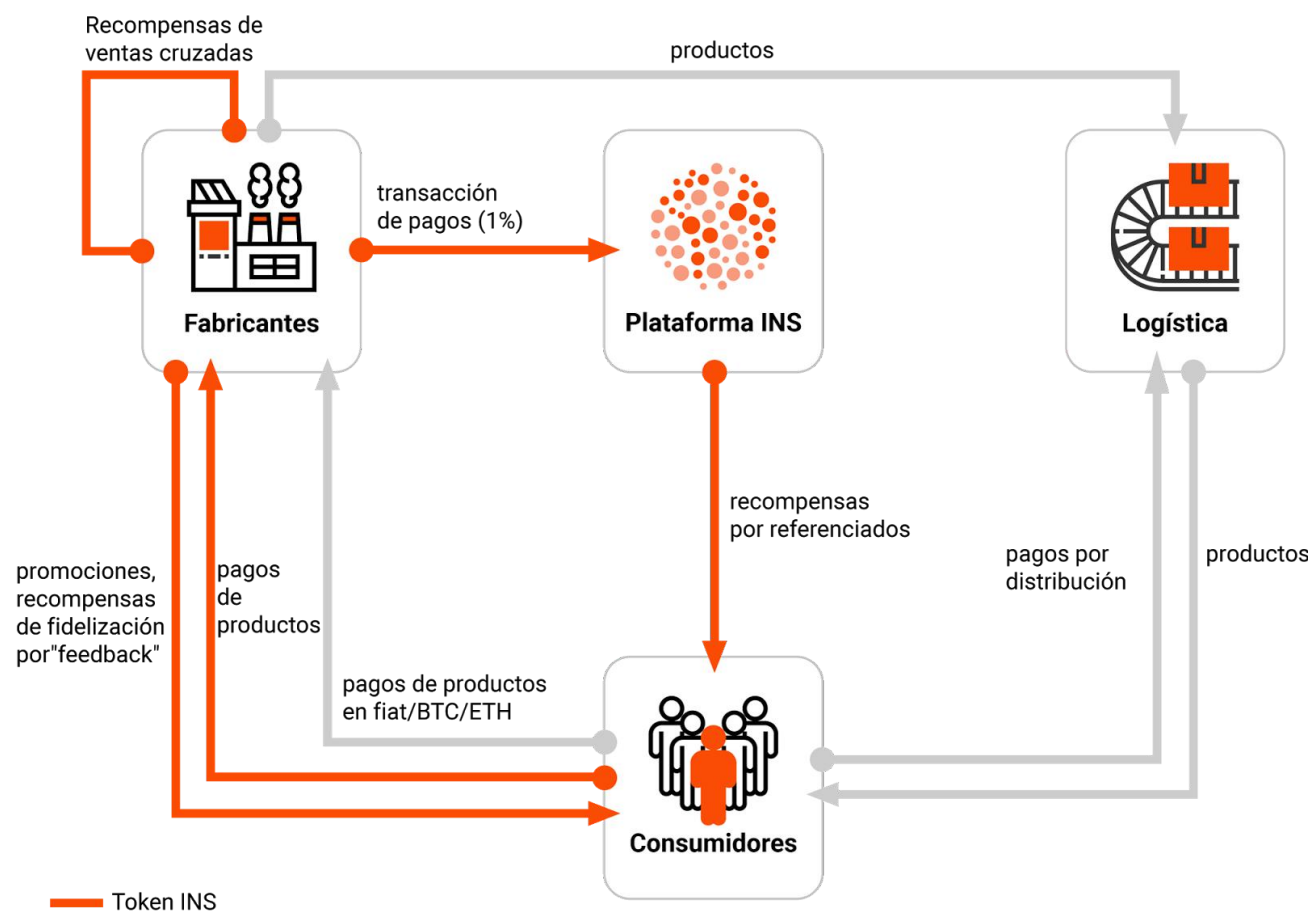 Recompensas de
ventas cruzadas
productos
transacción
de pagos (1%)
Fabricantes
Plataforma INS
Logística
recompensas
por referenciados
pagos por
distribución
productos
promociones,
recompensas
de fidelización
por"feedback"
pagos
de
productos
pagos de productos
en fiat/BTC/ETH
Consumidores
Token INS